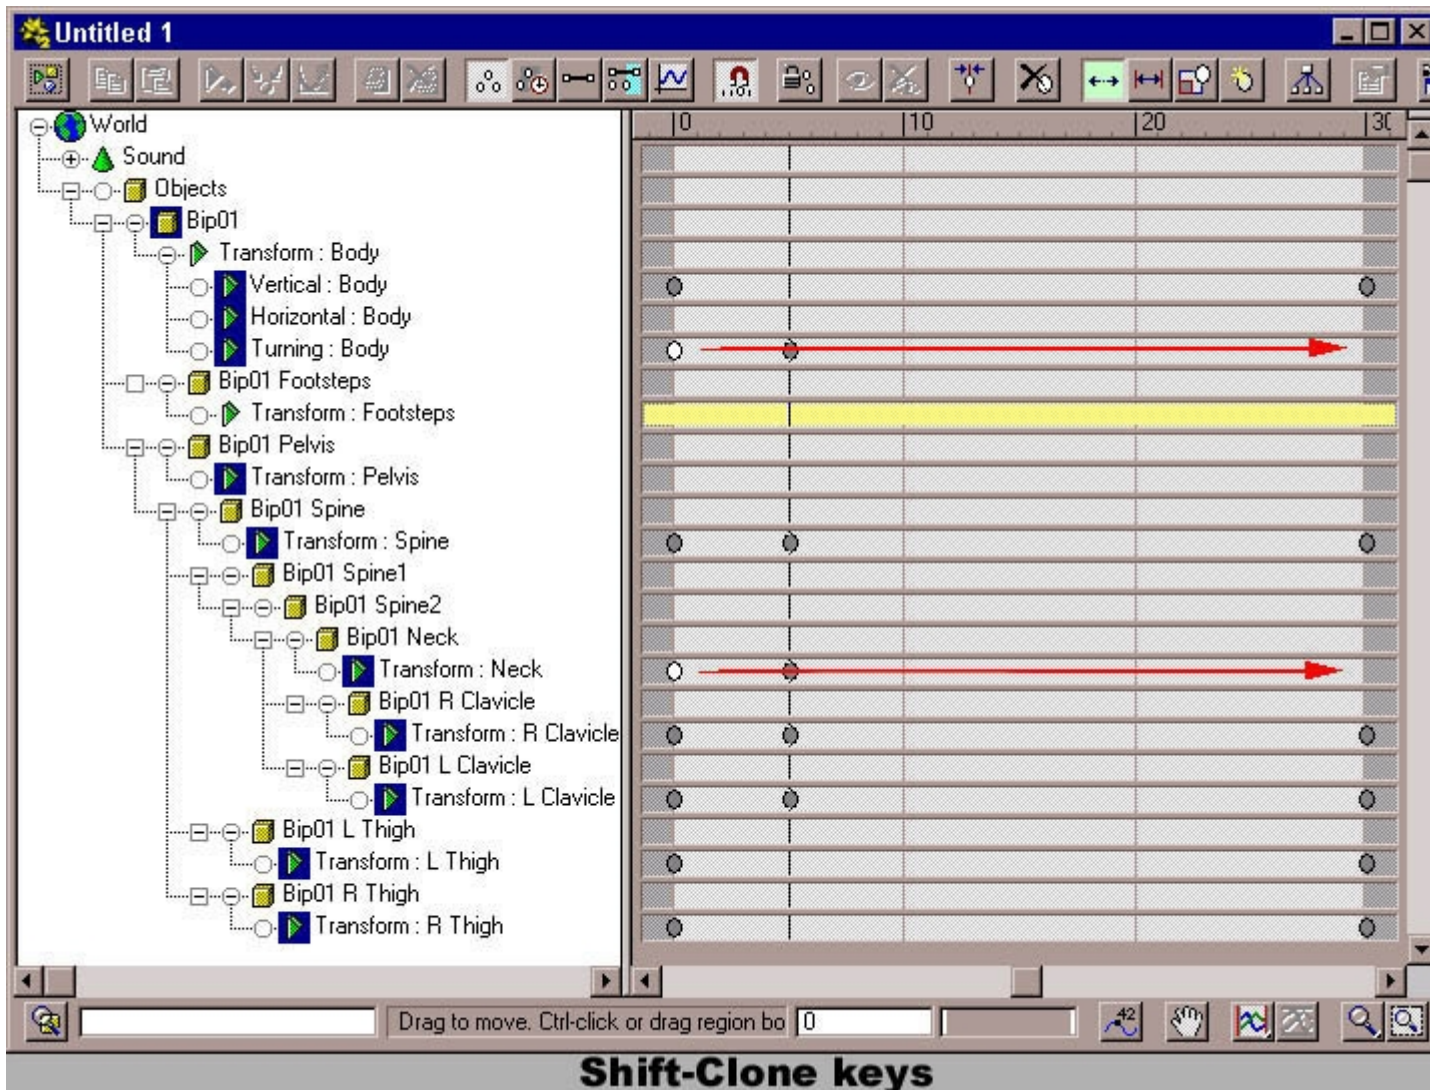 Untitled 1
World
Sound
Objects
Bip01
Transform : Body
Vertical : Body
Horizontal : Body
Turning : Body
Bip01 Footsteps
Transform : Footsteps
Bip01 Pelvis
Transform : Pelvis
Bip01 Spine
Transform : Spine
Bip01 Spine1
Bip01 Spine2
Bip01 Neck
Transform : Neck
Bip01 R Clavicle
Transform : R Clavicle
Bip01 L Clavicle
Transform : L Clavicle
Bip01 L Thigh
Transform : L Thigh
Bip01 R Thigh
Transform : R Thigh
0 10 20 30
Drag to move. Ctrl-click or drag region bo 0
42
Shift-Clone keys